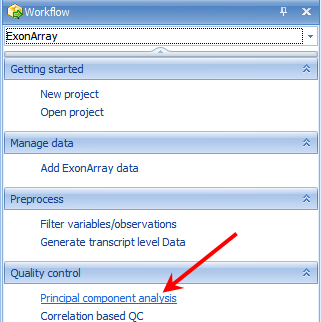 Workflow
ExonArray
Getting started
New project
Open project
Manage data
Add ExonArray data
Preprocess
Filter variables/observations
Generate transcript level Data
Quality control
Principal component analysis
Correlation based QC